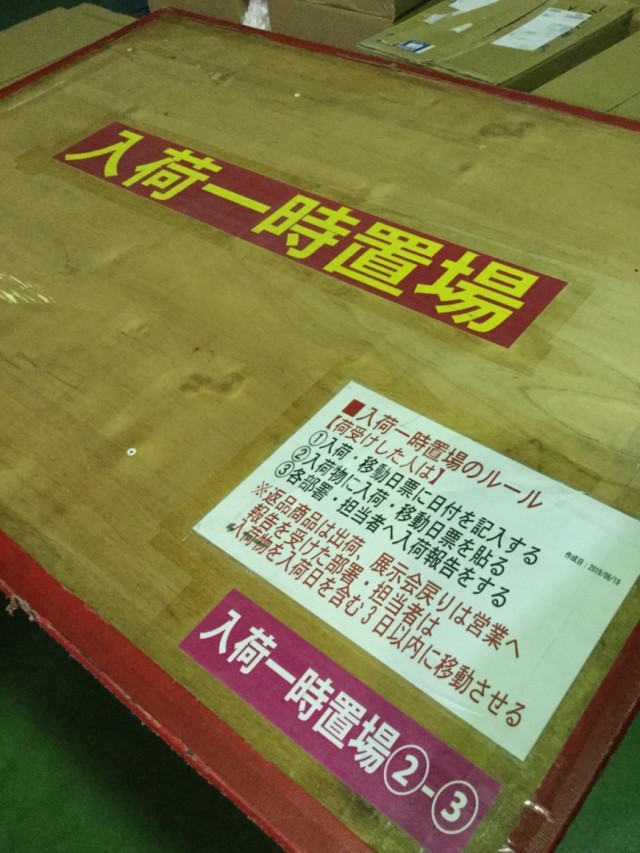 入荷一時置場
■入荷一時置場のルール
【荷受けした人は】
①入荷・移動日票に日付を記入する
②入荷物に入荷・移動日票を貼る
③各部署・担当者へ入荷報告をする
※返品商品は出荷、展示会戻りは営業へ
報告を受けた部署・担当者は
入荷物を入荷日を含む3日以内に移動させる
作成日：2019/06/19
入荷一時置場②-③